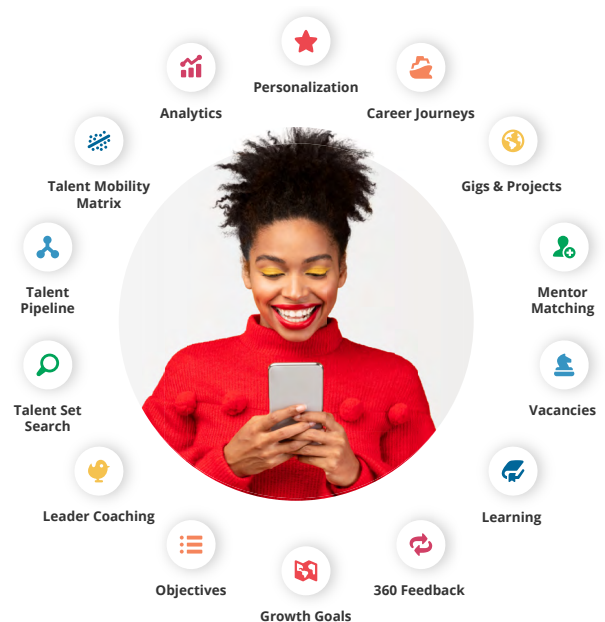 Personalization
Analytics
Career Journeys
Talent Mobility
Matrix
Gigs & Projects
Talent
Pipeline
Mentor
Matching
Talent Set
Search
Vacancies
Leader Coaching
Learning
Objectives
360 Feedback
Growth Goals